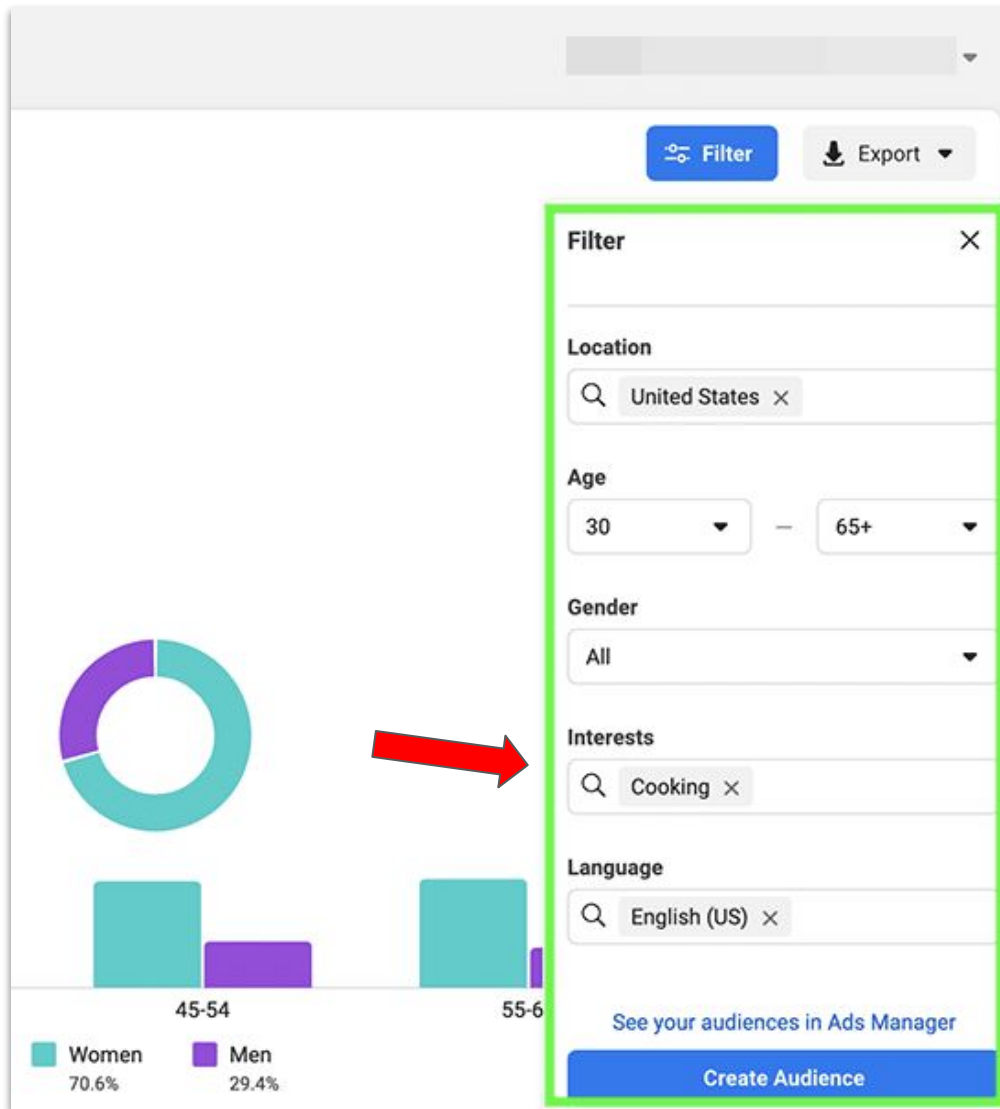 Filter
Export
Filter
Location
United States
Age
30 – 65+
Gender
All
Interests
Cooking
Language
English (US)
45-54
55-6
Women
70.6%
Men
29.4%
See your audiences in Ads Manager
Create Audience